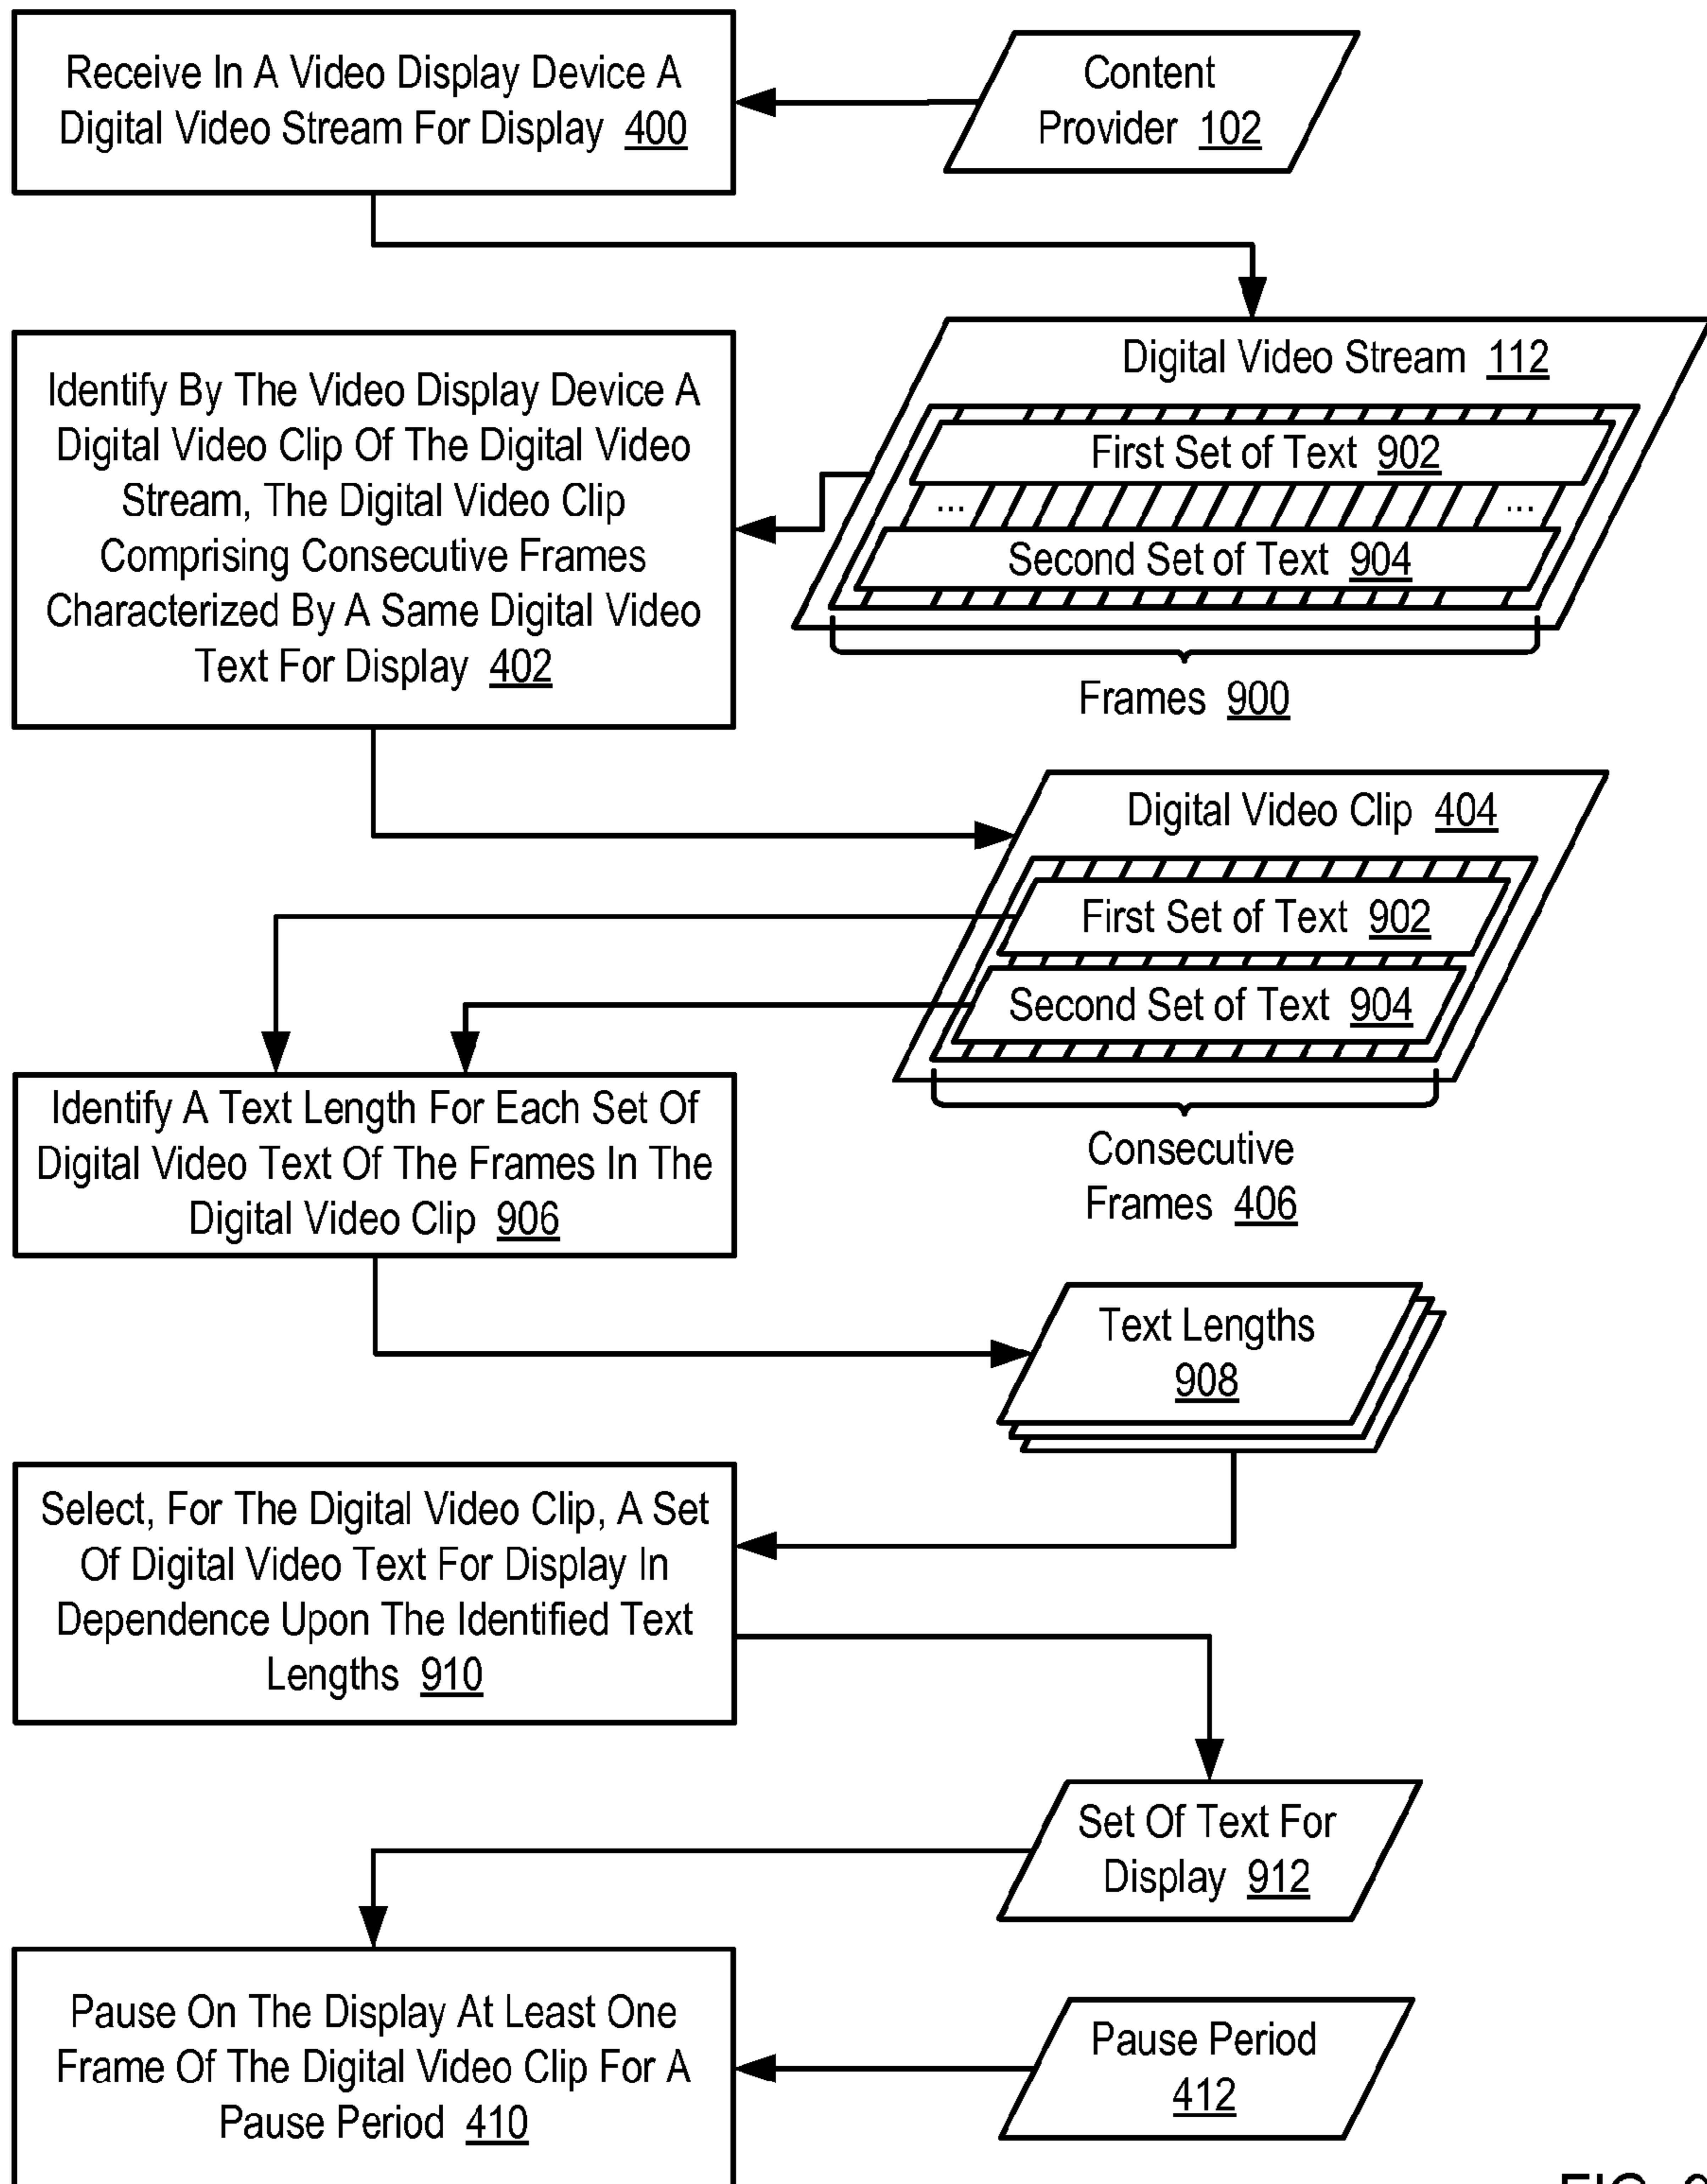 Receive In A Video Display Device A
Digital Video Stream For Display 400
Content
Provider 102
Digital Video Stream 112
First Set of Text 902
... ...
Second Set of Text 904
Frames 900
Identify By The Video Display Device A
Digital Video Clip Of The Digital Video
Stream, The Digital Video Clip
Comprising Consecutive Frames
Characterized By A Same Digital Video
Text For Display 402
Digital Video Clip 404
First Set of Text 902
Second Set of Text 904
Consecutive
Frames 406
Identify A Text Length For Each Set Of
Digital Video Text Of The Frames In The
Digital Video Clip 906
Text Lengths
908
Select, For The Digital Video Clip, A Set
Of Digital Video Text For Display In
Dependence Upon The Identified Text
Lengths 910
Set Of Text For
Display 912
Pause On The Display At Least One
Frame Of The Digital Video Clip For A
Pause Period 410
Pause Period
412
FIG.